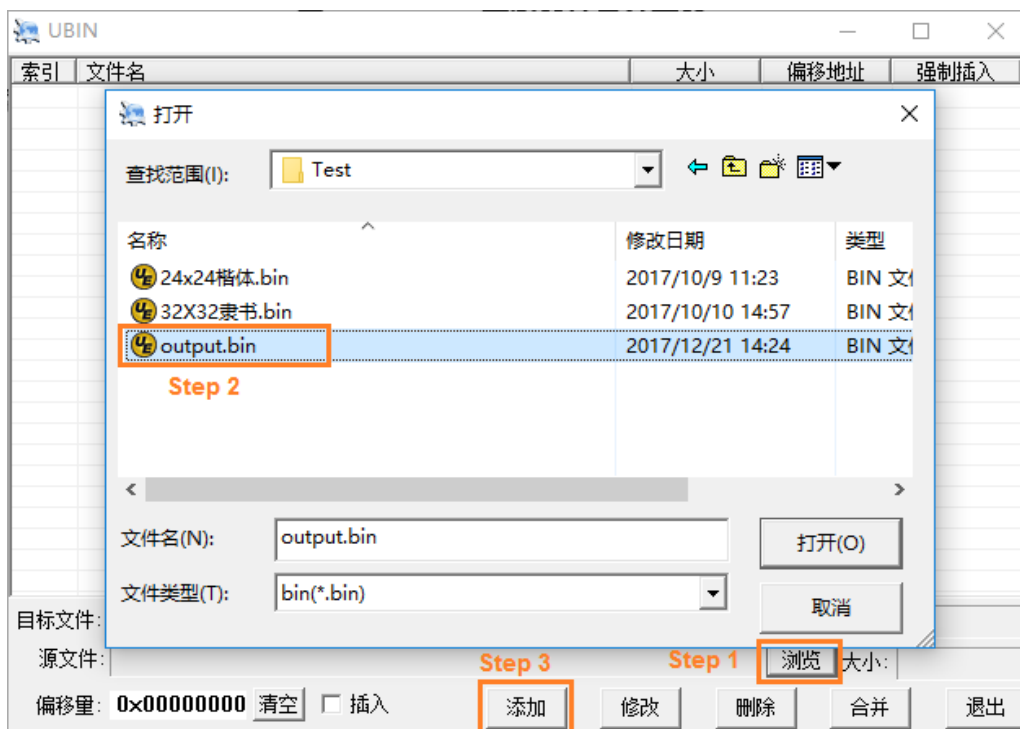 UBIN
索引 文件名 大小 偏移地址 强制插入
打开
查找范围(I): Test
名称 修改日期 类型
24x24楷体.bin 2017/10/9 11:23 BIN 文
32X32隶书.bin 2017/10/10 14:57 BIN 文
output.bin 2017/12/21 14:24 BIN 文
Step 2
文件名(N): output.bin 打开(O)
文件类型(T): bin(*.bin)
取消
目标文件:
源文件: Step 3 Step 1 浏览 大小:
偏移量: 0x00000000 清空 插入 添加 修改 删除 合并 退出